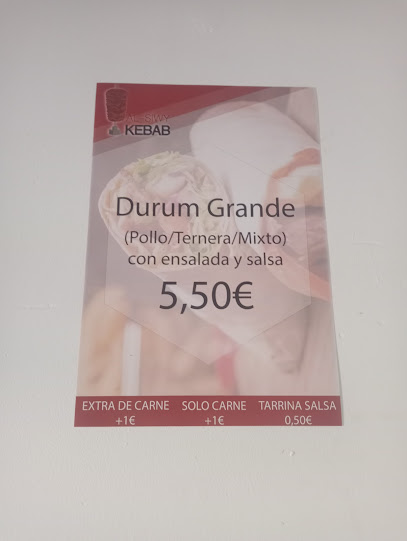 KEBAB
Durum Grande
(Pollo/Ternera/Mixto)
con ensalada y salsa
5,50€
EXTRA DE CARNE SOLO CARNE TARRINA SALSA
+1€ +1€ 0,50€